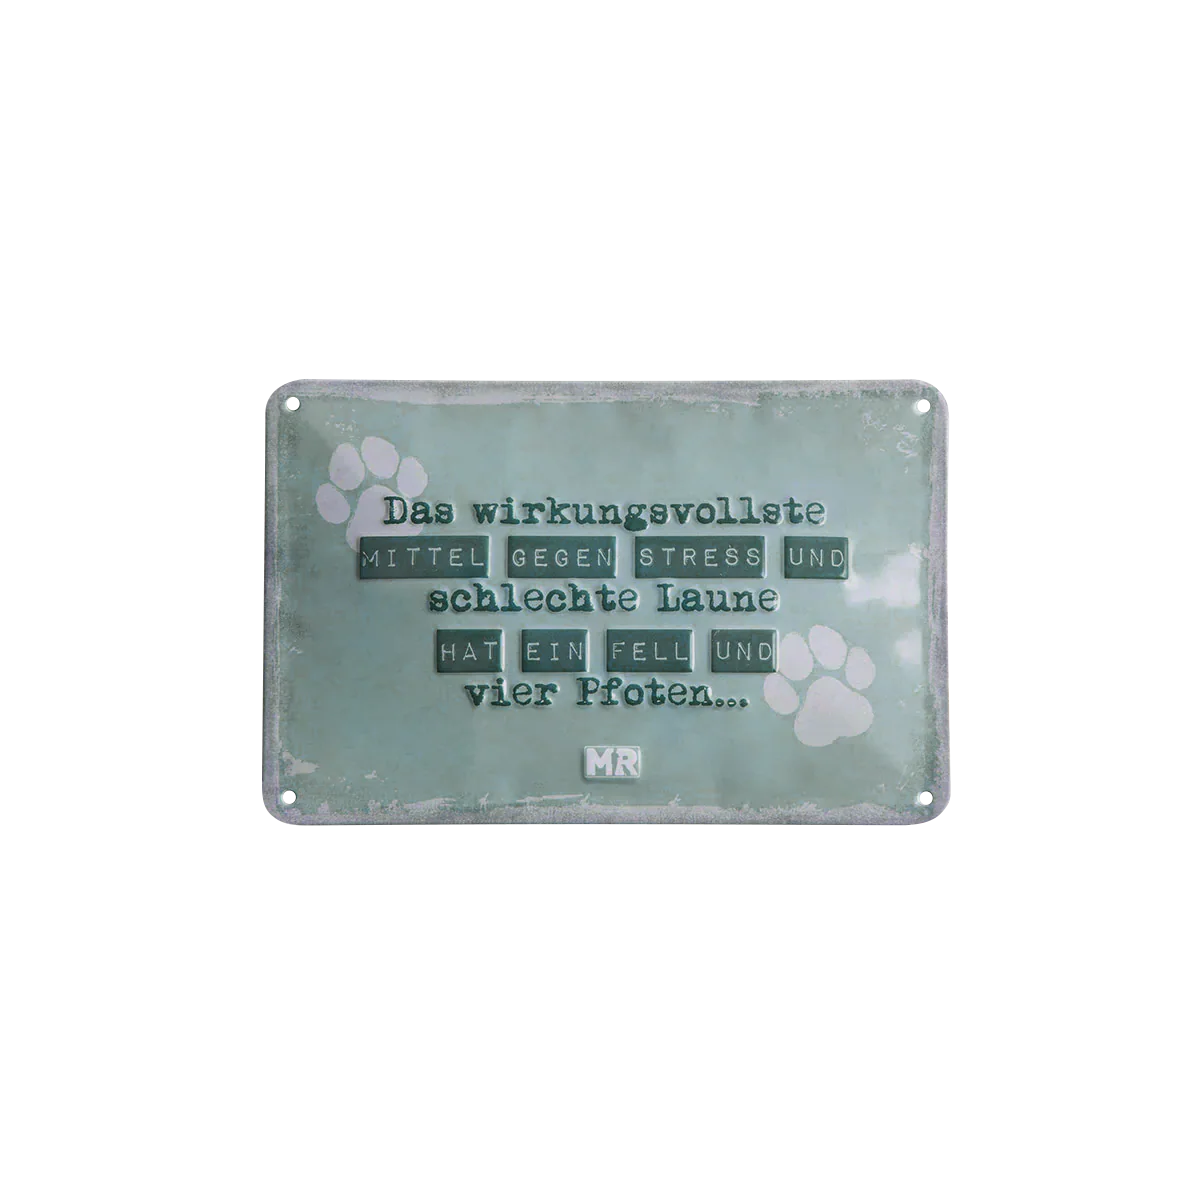 Das wirkungsvollste
MITTEL GEGEN STRESS UND
schlechte Laune
HAT EIN FELL UND
vier Pfoten...
MR